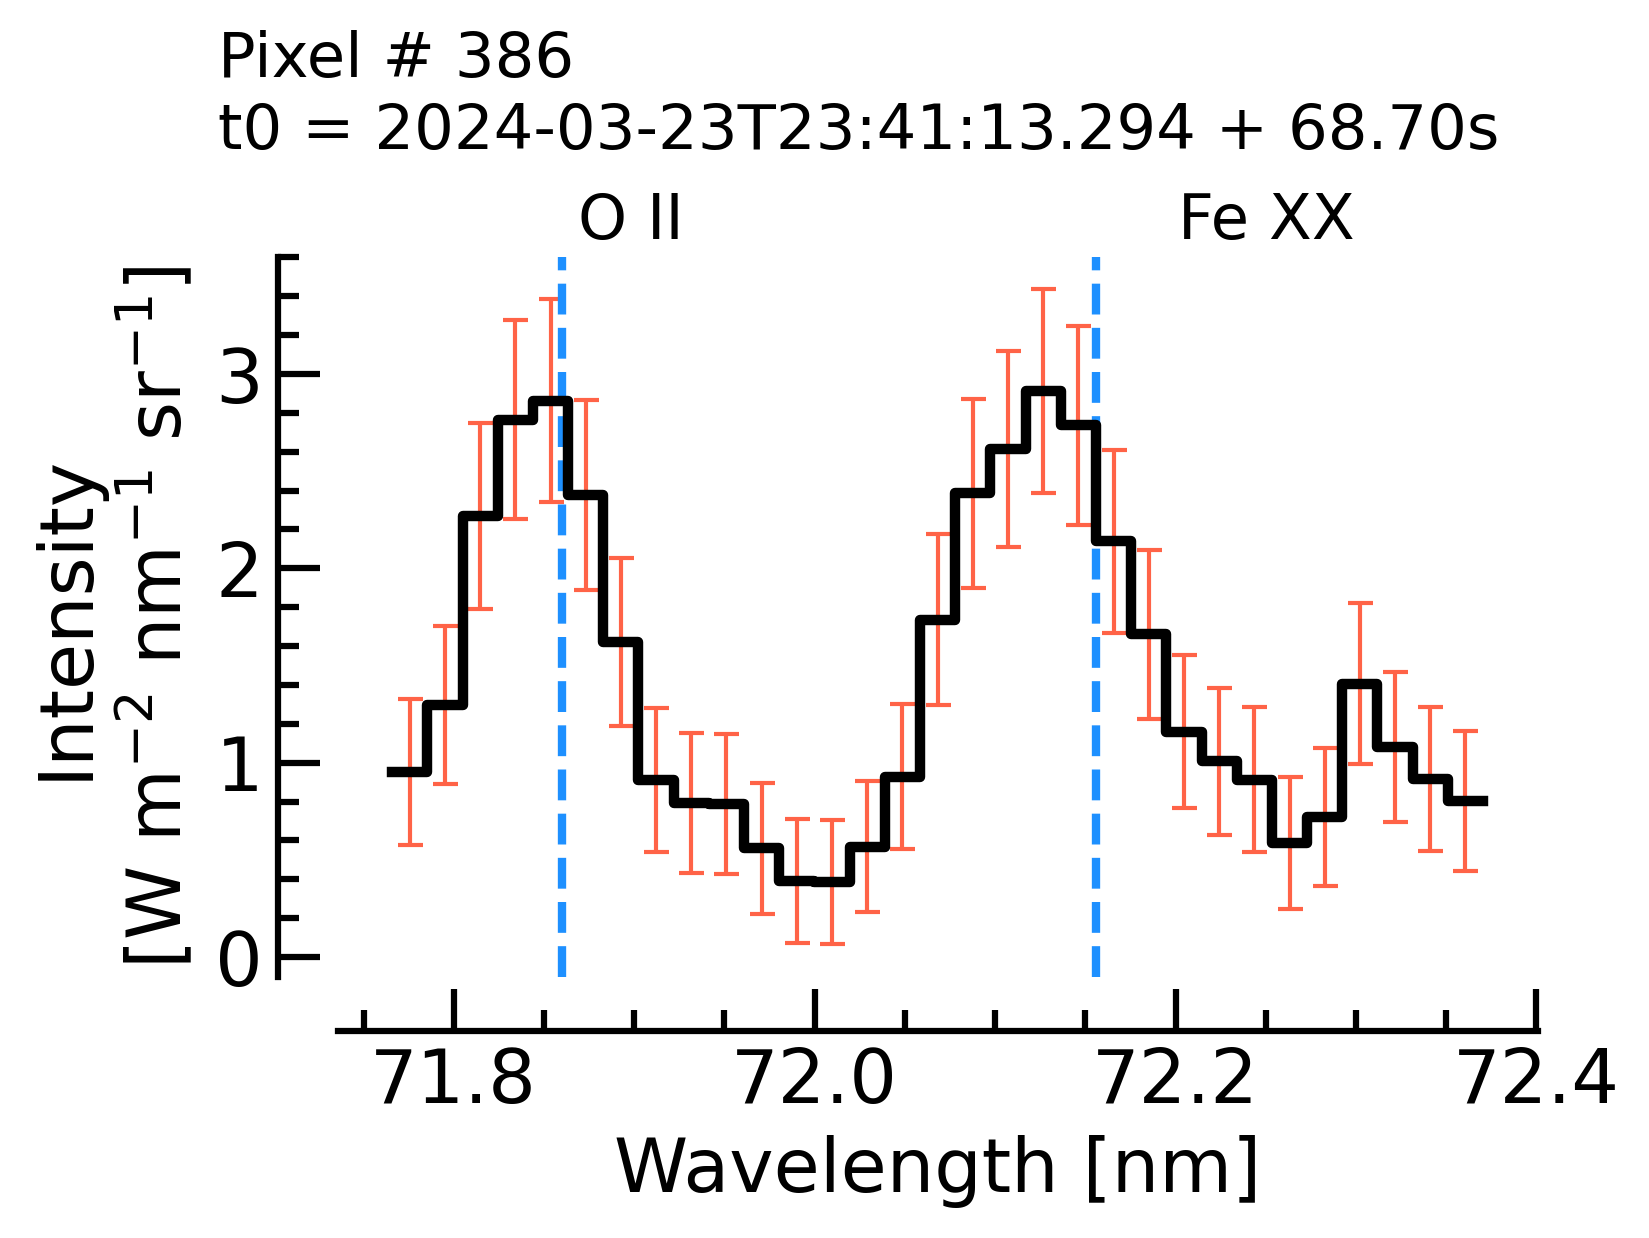 Pixel # 386
t0 = 2024-03-23T23:41:13.294 + 68.70s
O II Fe XX
Intensity
[W m⁻² nm⁻¹ sr⁻¹]
3
2
1
0
71.8 72.0 72.2 72.4
Wavelength [nm]